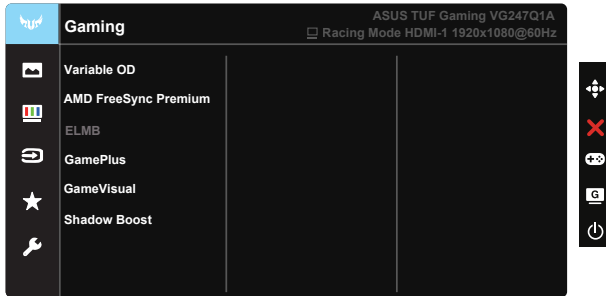 Gaming
ASUS TUF Gaming VG247Q1A
Racing Mode HDMI-1 1920x1080@60Hz
Variable OD
AMD FreeSync Premium
ELMB
GamePlus
GameVisual
Shadow Boost
G